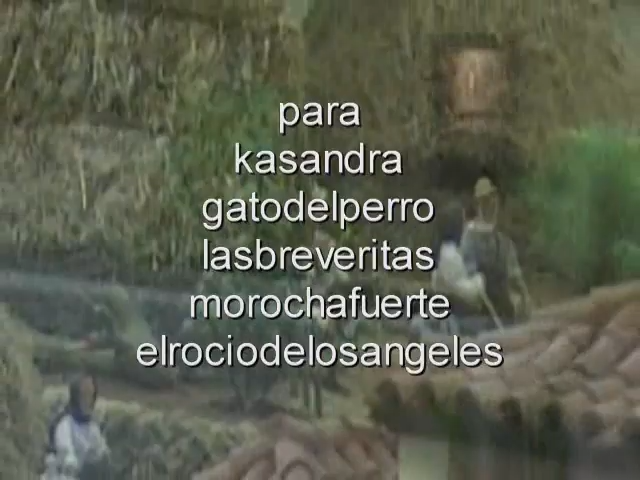 para
kasandra
gatodelperro
lasbreveritas
morochafuerte
elrociodelosangeles